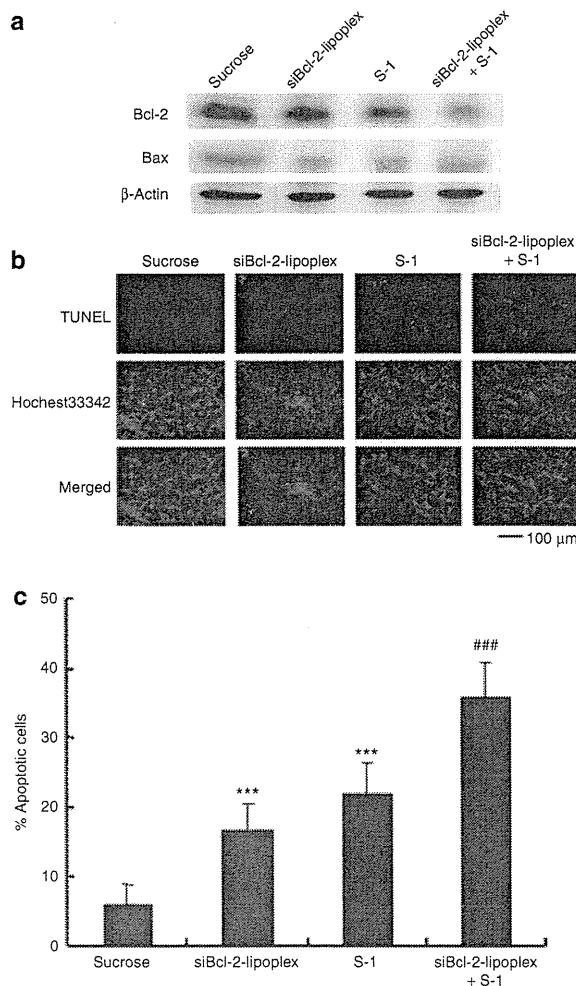 a
Sucrose
siBcl-2-lipoplex
S-1
siBcl-2-lipoplex
+ S-1
Bcl-2
Bax
β-Actin
b
Sucrose
siBcl-2-lipoplex
S-1
siBcl-2-lipoplex
+ S-1
TUNEL
Hochest33342
Merged
100 μm
c
% Apoptotic cells
50
40
30
20
10
0
***
***
###
Sucrose
siBcl-2-lipoplex
S-1
siBcl-2-lipoplex
+ S-1